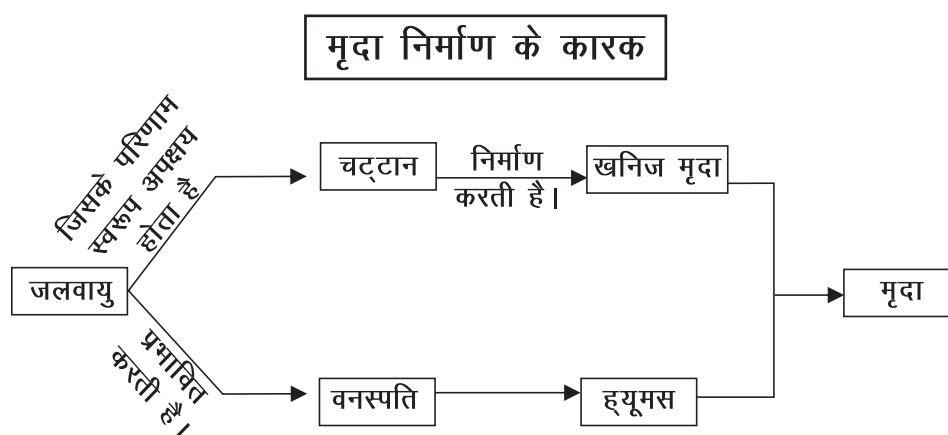 मृदा निर्माण के कारक
जिसके परिणाम
स्वरूप अपक्षय
होता है
चट्टान
निर्माण
करती है।
खनिज मृदा
जलवायु
मृदा
प्रभावित
करती है।
वनस्पति
ह्यूमस